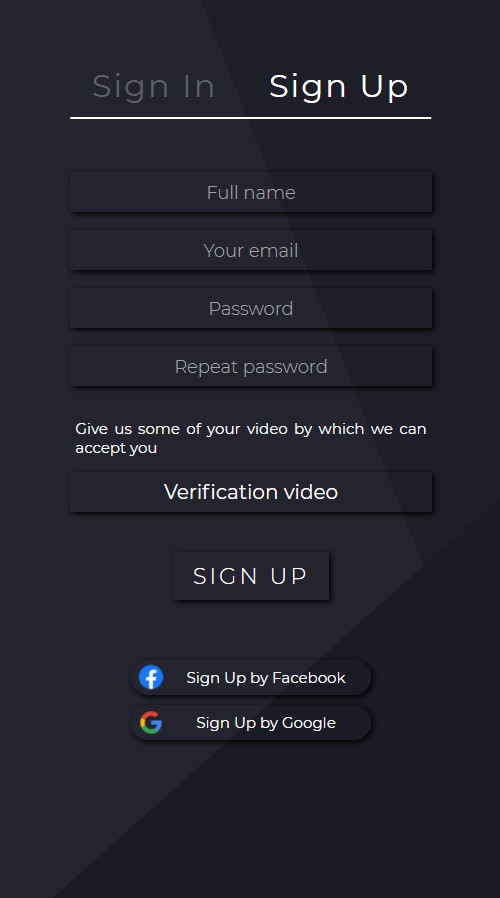 Sign In Sign Up
Full name
Your email
Password
Repeat password
Give us some of your video by which we can
accept you
Verification video
SIGN UP
Sign Up by Facebook
Sign Up by Google